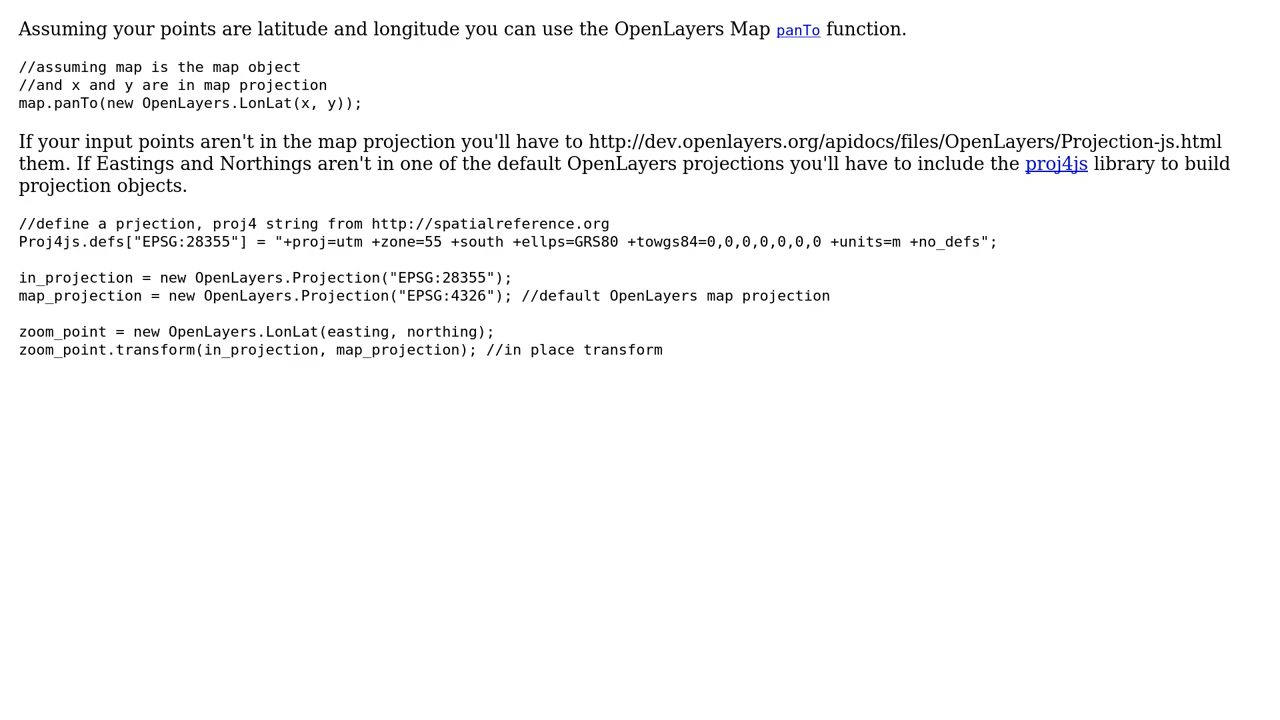 Assuming your points are latitude and longitude you can use the OpenLayers Map panTo function.
//assuming map is the map object
//and x and y are in map projection
map.panTo(new OpenLayers.LonLat(x, y));
If your input points aren't in the map projection you'll have to http://dev.openlayers.org/apidocs/files/OpenLayers/Projection-js.html
them. If Eastings and Northings aren't in one of the default OpenLayers projections you'll have to include the proj4js library to build
projection objects.
//define a prjection, proj4 string from http://spatialreference.org
Proj4js.defs["EPSG:28355"] = "+proj=utm +zone=55 +south +ellps=GRS80 +towgs84=0,0,0,0,0,0,0 +units=m +no_defs";
in_projection = new OpenLayers.Projection("EPSG:28355");
map_projection = new OpenLayers.Projection("EPSG:4326"); //default OpenLayers map projection
zoom_point = new OpenLayers.LonLat(easting, northing);
zoom_point.transform(in_projection, map_projection); //in place transform